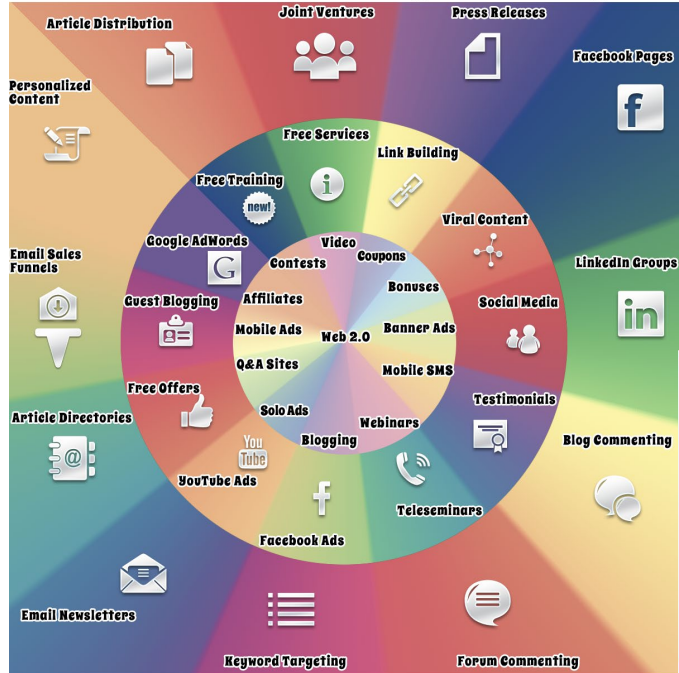 Article Distribution
Joint Ventures
Press Releases
Facebook Pages
f
Personalized
Content
Free Services
i
Link Building
Free Training
new!
Viral Content
Google AdWords
G
Video
Coupons
Contests
Email Sales
Funnels
LinkedIn Groups
in
Bonuses
Guest Blogging
Affiliates
Social Media
Mobile Ads
Web 2.0
Banner Ads
Q&A Sites
Mobile SMS
Free Offers
Testimonials
Article Directories
@
Solo Ads
Webinars
Blog Commenting
Blogging
You
Tube
YouTube Ads
f
Teleseminars
Facebook Ads
Email Newsletters
Keyword Targeting
Forum Commenting